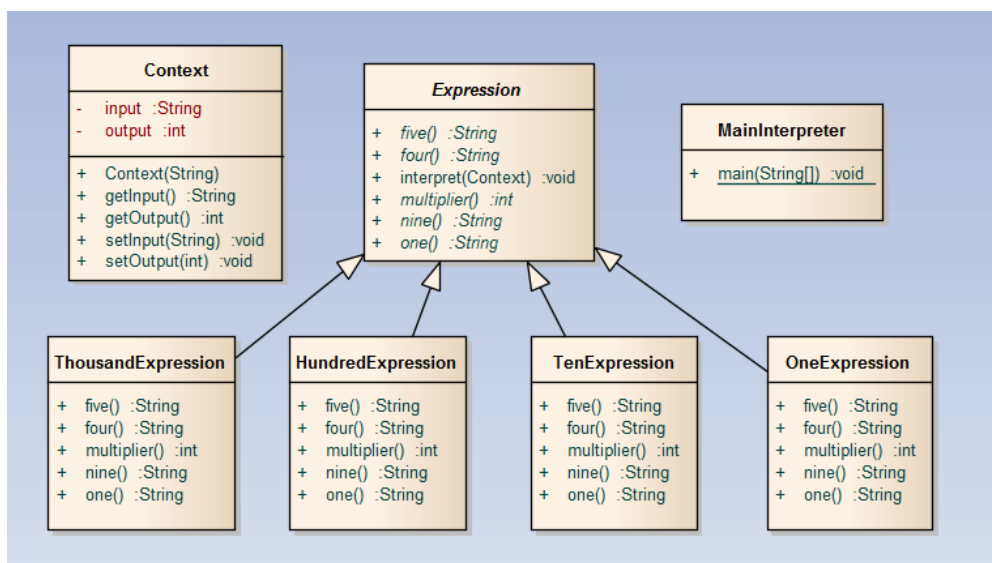 Context
- input :String
- output :int
+ Context(String)
+ getInput() :String
+ getOutput() :int
+ setInput(String) :void
+ setOutput(int) :void
Expression
+ five() :String
+ four() :String
+ interpret(Context) :void
+ multiplier() :int
+ nine() :String
+ one() :String
MainInterpreter
+ main(String[]) :void
ThousandExpression
+ five() :String
+ four() :String
+ multiplier() :int
+ nine() :String
+ one() :String
HundredExpression
+ five() :String
+ four() :String
+ multiplier() :int
+ nine() :String
+ one() :String
TenExpression
+ five() :String
+ four() :String
+ multiplier() :int
+ nine() :String
+ one() :String
OneExpression
+ five() :String
+ four() :String
+ multiplier() :int
+ nine() :String
+ one() :String